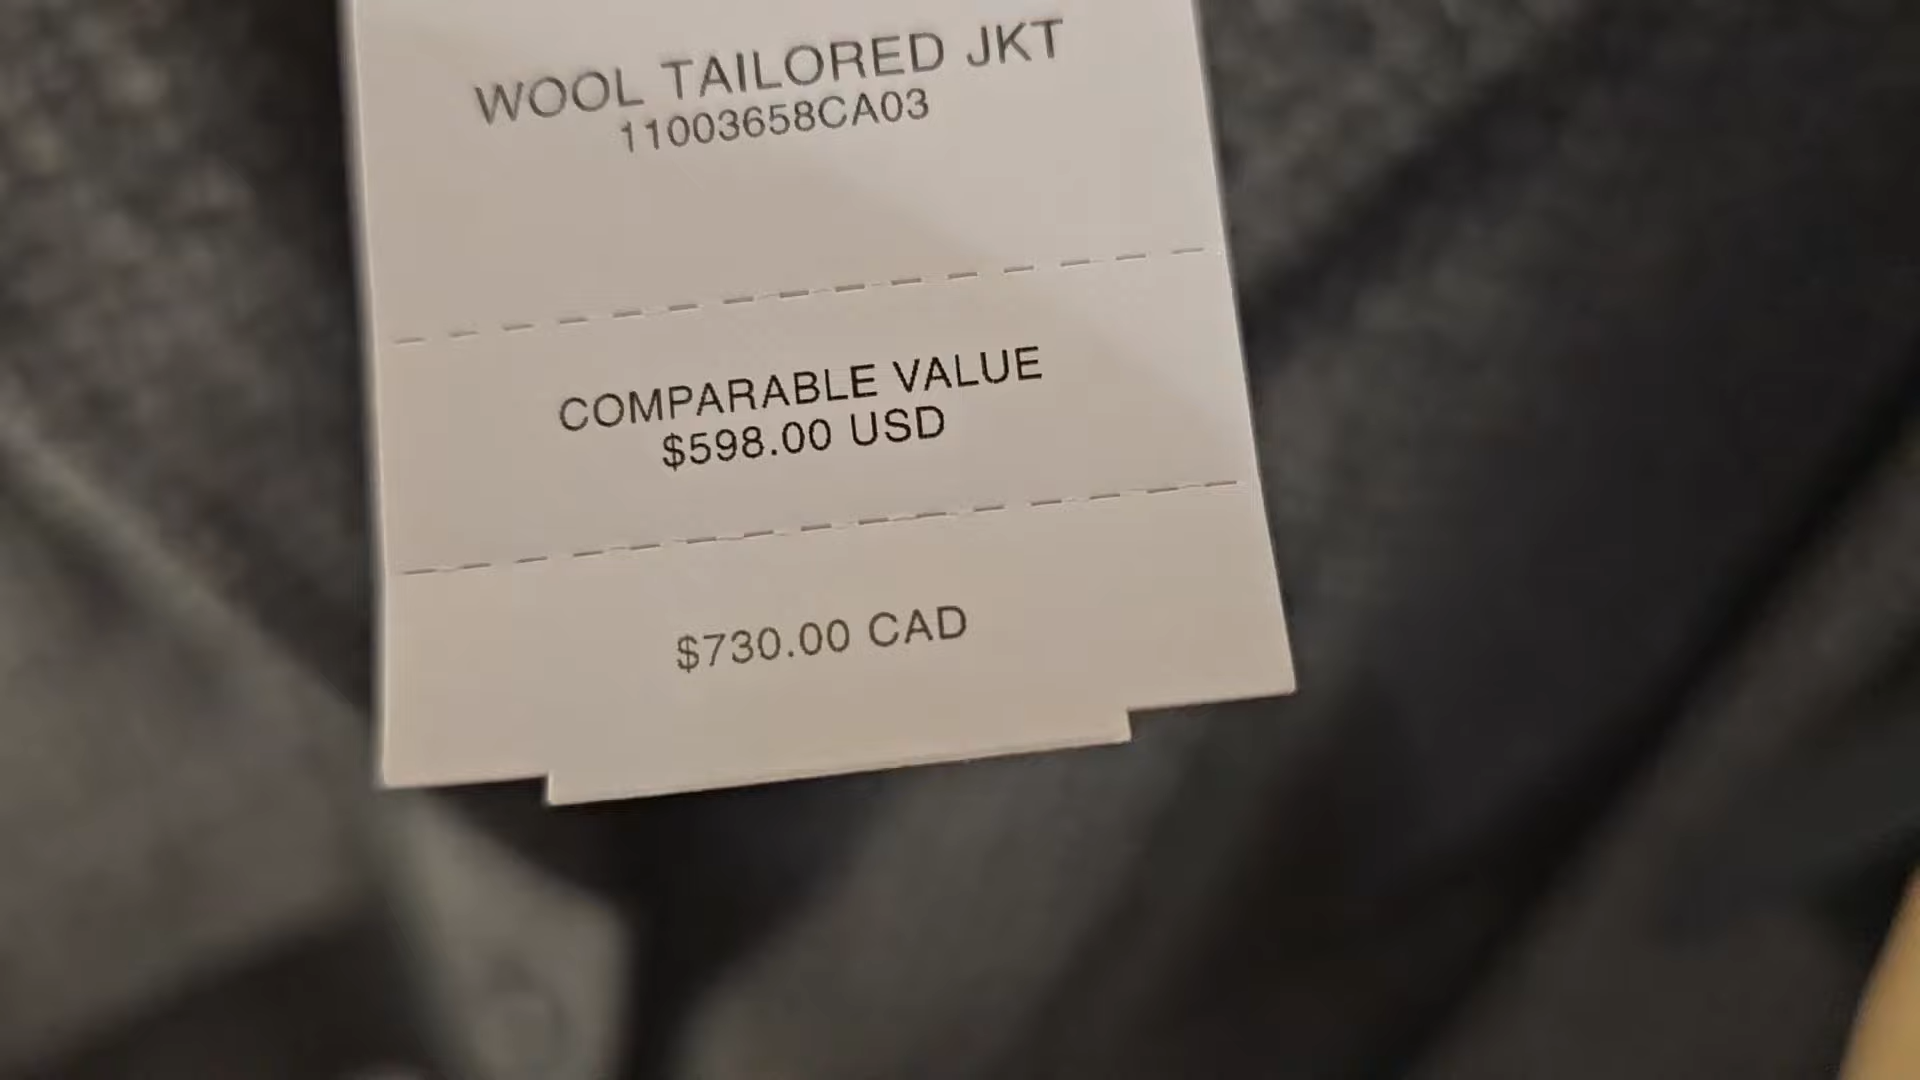 WOOL TAILORED JKT
11003658CA03
COMPARABLE VALUE
$598.00 USD
$730.00 CAD